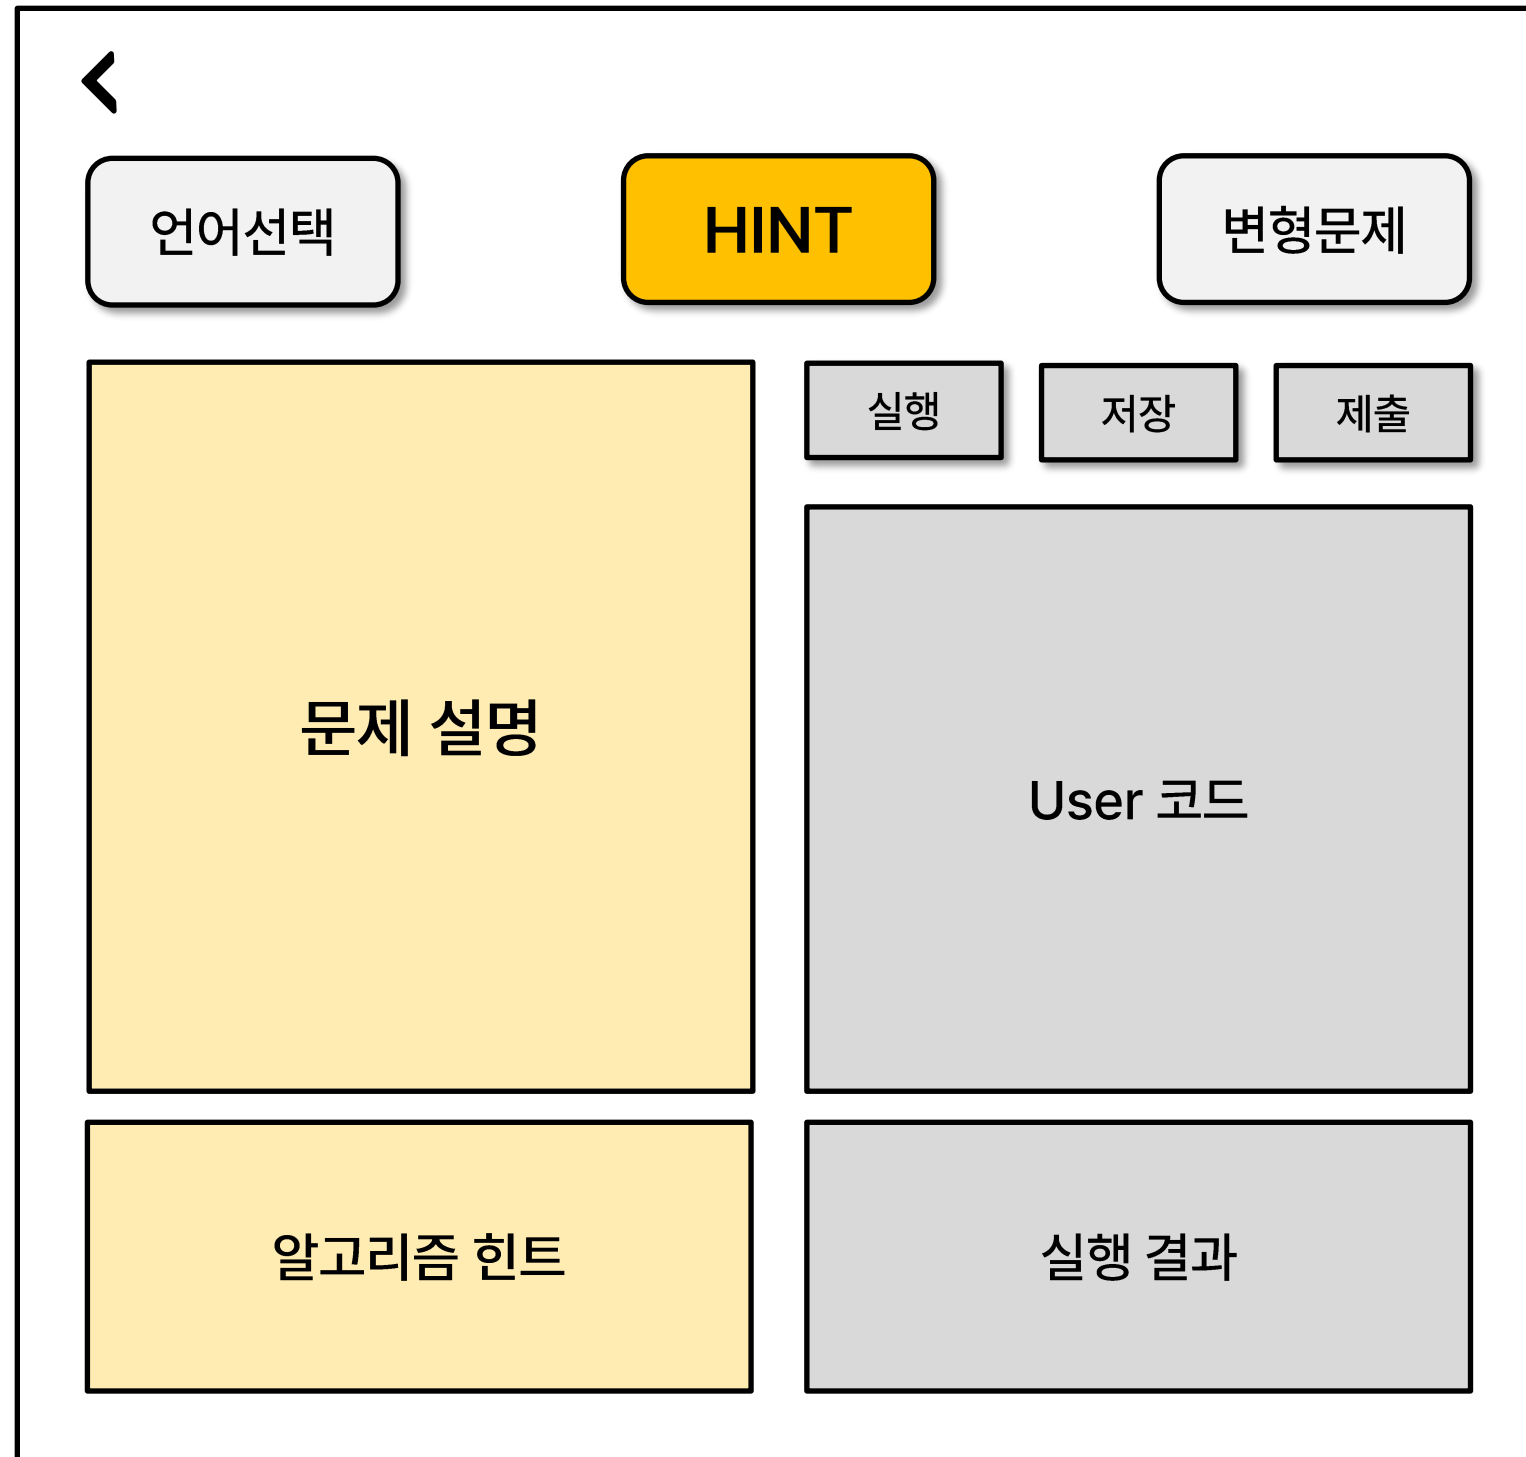 언어선택
HINT
변형문제
실행
저장
제출
문제 설명
User 코드
알고리즘 힌트
실행 결과